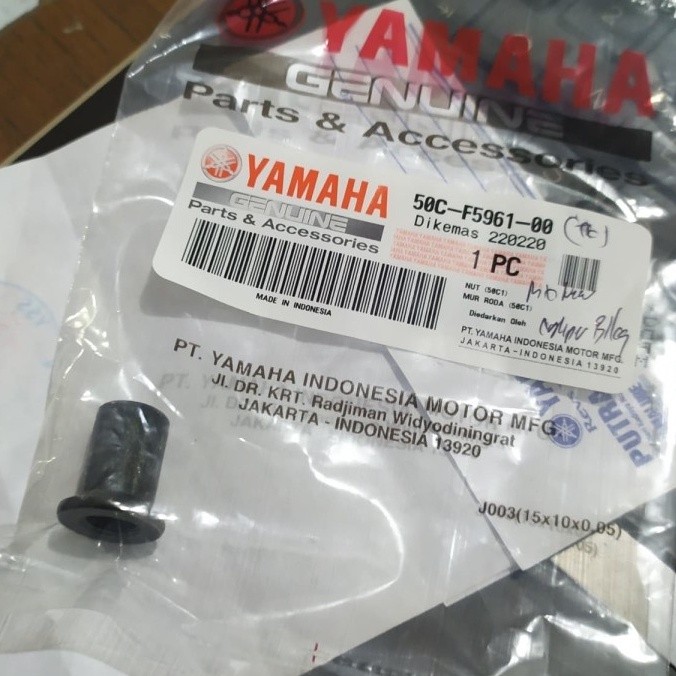 YAMAHA
GENUINE
Parts & Accessories
YAMAHA
GENUINE
Parts & Accessories
MADE IN INDONESIA
50C-F5961-00
Dikemas 220220
1 PC
NUT (50C1)
MUR RODA (50C1)
Diedarkan Oleh
PT. YAMAHA INDONESIA MOTOR MFG.
JAKARTA-INDONESIA 13920
PT. YAMAHA INDONESIA MOTOR MFG
JL. DR. KRT. Radjiman Widyodiningrat
JAKARTA - INDONESIA 13920
PUTRA
J003(15x10x0,05)